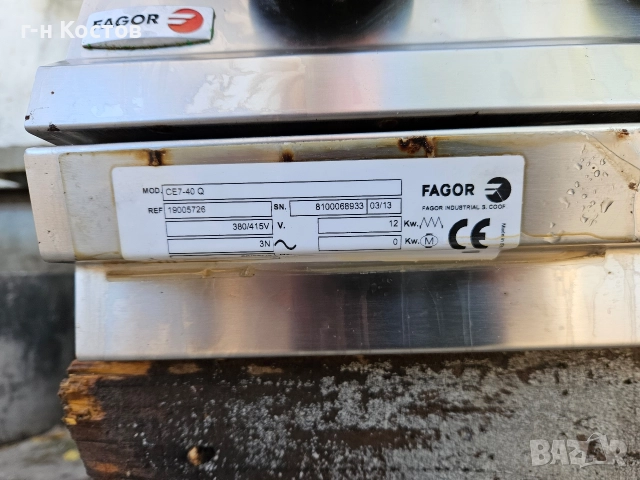 г-н Костов
FAGOR
MOD. CE7-40 Q
REF 19005726 SN. 8100068933 03/13
380/415V V. 12 Kw.
3N 0 Kw. M
FAGOR
FAGOR INDUSTRIAL S. COOP
CE
BAZAR